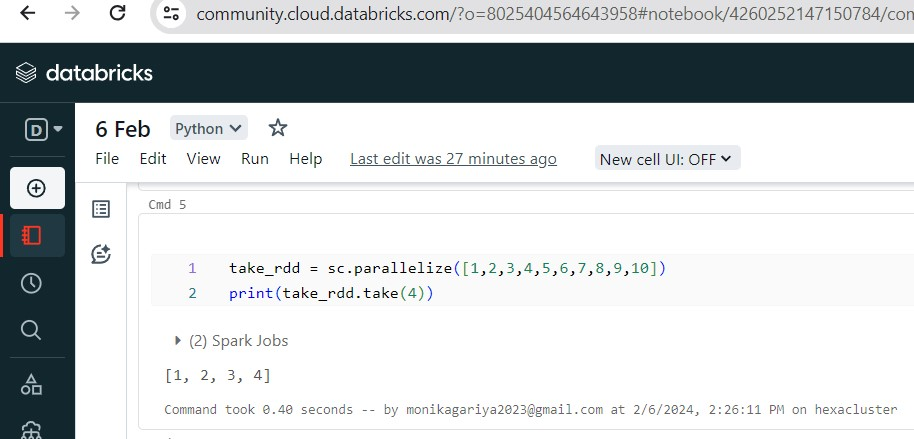 community.cloud.databricks.com/?o=8025404564643958#notebook/4260252147150784/con
databricks
D
6 Feb Python
File Edit View Run Help Last edit was 27 minutes ago New cell UI: OFF
Cmd 5
1 take_rdd = sc.parallelize([1,2,3,4,5,6,7,8,9,10])
2 print(take_rdd.take(4))
(2) Spark Jobs
[1, 2, 3, 4]
Command took 0.40 seconds -- by monikagariya2023@gmail.com at 2/6/2024, 2:26:11 PM on hexacluster